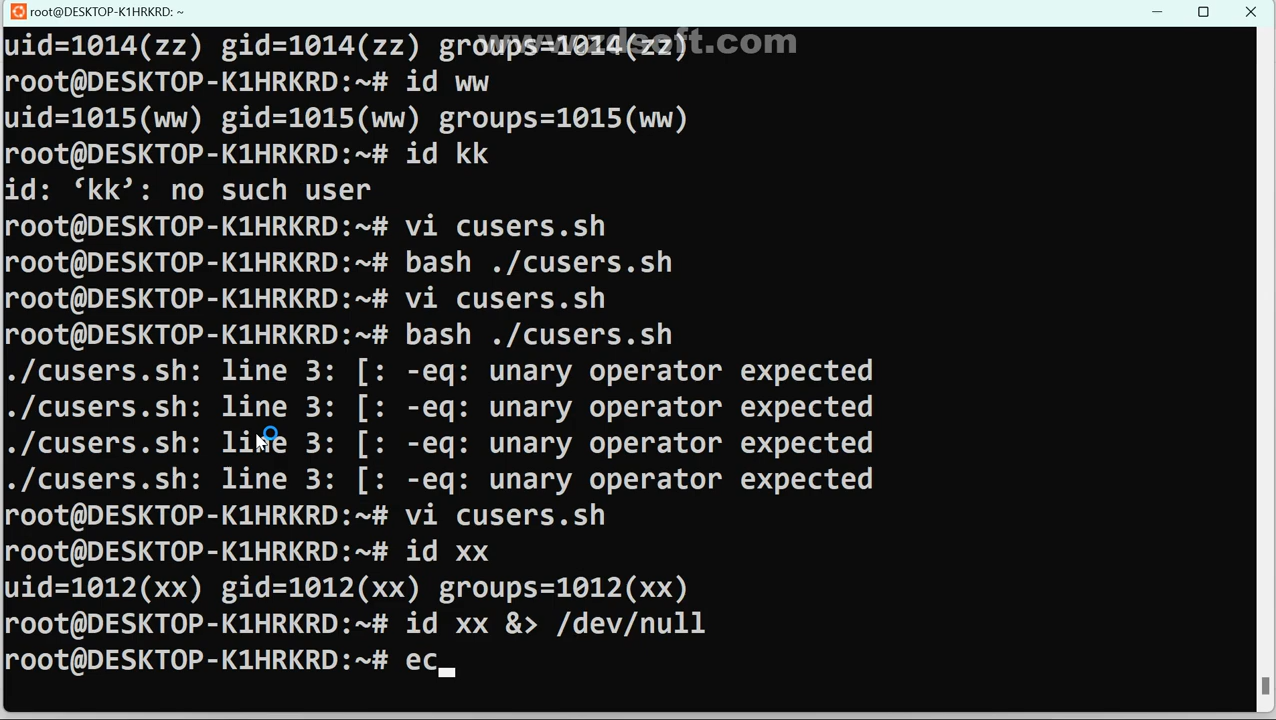 root@DESKTOP-K1HRKRD: ~
www.zdsoft.com
uid=1014(zz) gid=1014(zz) groups=1014(zz)
root@DESKTOP-K1HRKRD:~# id ww
uid=1015(ww) gid=1015(ww) groups=1015(ww)
root@DESKTOP-K1HRKRD:~# id kk
id: ‘kk’: no such user
root@DESKTOP-K1HRKRD:~# vi cusers.sh
root@DESKTOP-K1HRKRD:~# bash ./cusers.sh
root@DESKTOP-K1HRKRD:~# vi cusers.sh
root@DESKTOP-K1HRKRD:~# bash ./cusers.sh
./cusers.sh: line 3: [: -eq: unary operator expected
./cusers.sh: line 3: [: -eq: unary operator expected
./cusers.sh: line 3: [: -eq: unary operator expected
./cusers.sh: line 3: [: -eq: unary operator expected
root@DESKTOP-K1HRKRD:~# vi cusers.sh
root@DESKTOP-K1HRKRD:~# id xx
uid=1012(xx) gid=1012(xx) groups=1012(xx)
root@DESKTOP-K1HRKRD:~# id xx &> /dev/null
root@DESKTOP-K1HRKRD:~# ec